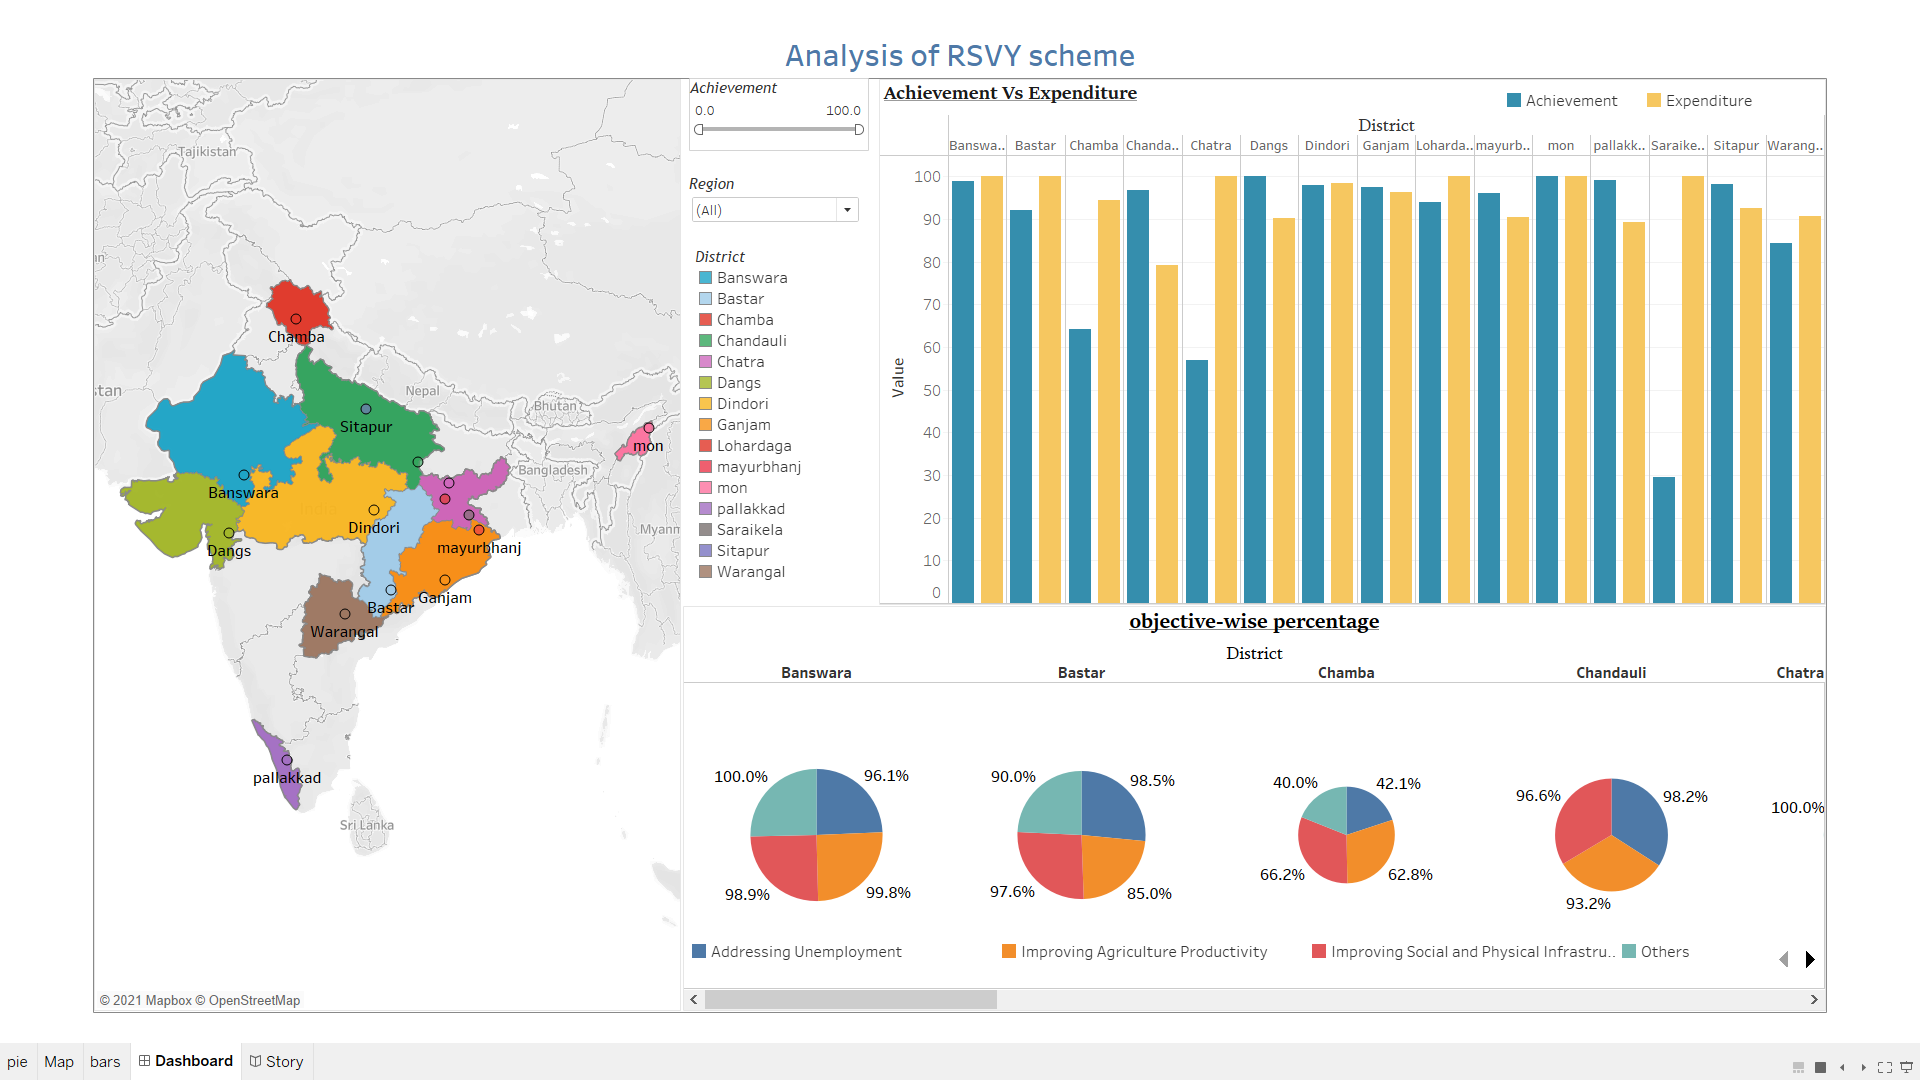 Analysis of RSVY scheme
Achievement
0.0 100.0
Region
(All)
District
Banswara
Bastar
Chamba
Chandauli
Chatra
Dangs
Dindori
Ganjam
Lohardaga
mayurbhanj
mon
pallakkad
Saraikela
Sitapur
Warangal
Tajikistan
Chamba
stan
Nepal
Bhutan
Sitapur
mon
Bangladesh
Banswara
Dindori
Myanm
mayurbhanj
Dangs
Ganjam
Bastar
Warangal
pallakkad
Sri Lanka
© 2021 Mapbox © OpenStreetMap
Achievement Vs Expenditure
Achievement Expenditure
District
Banswa.. Bastar Chamba Chanda.. Chatra Dangs Dindori Ganjam Loharda.. mayurb.. mon pallakk.. Saraike.. Sitapur Warang..
100
90
80
70
60
50
40
30
20
10
0
Value
objective-wise percentage
District
Banswara Bastar Chamba Chandauli Chatra
100.0% 96.1% 90.0% 98.5% 40.0% 42.1% 96.6% 98.2% 100.0%
98.9% 99.8% 97.6% 85.0% 66.2% 62.8% 93.2%
Addressing Unemployment Improving Agriculture Productivity Improving Social and Physical Infrastru.. Others
pie Map bars Dashboard Story